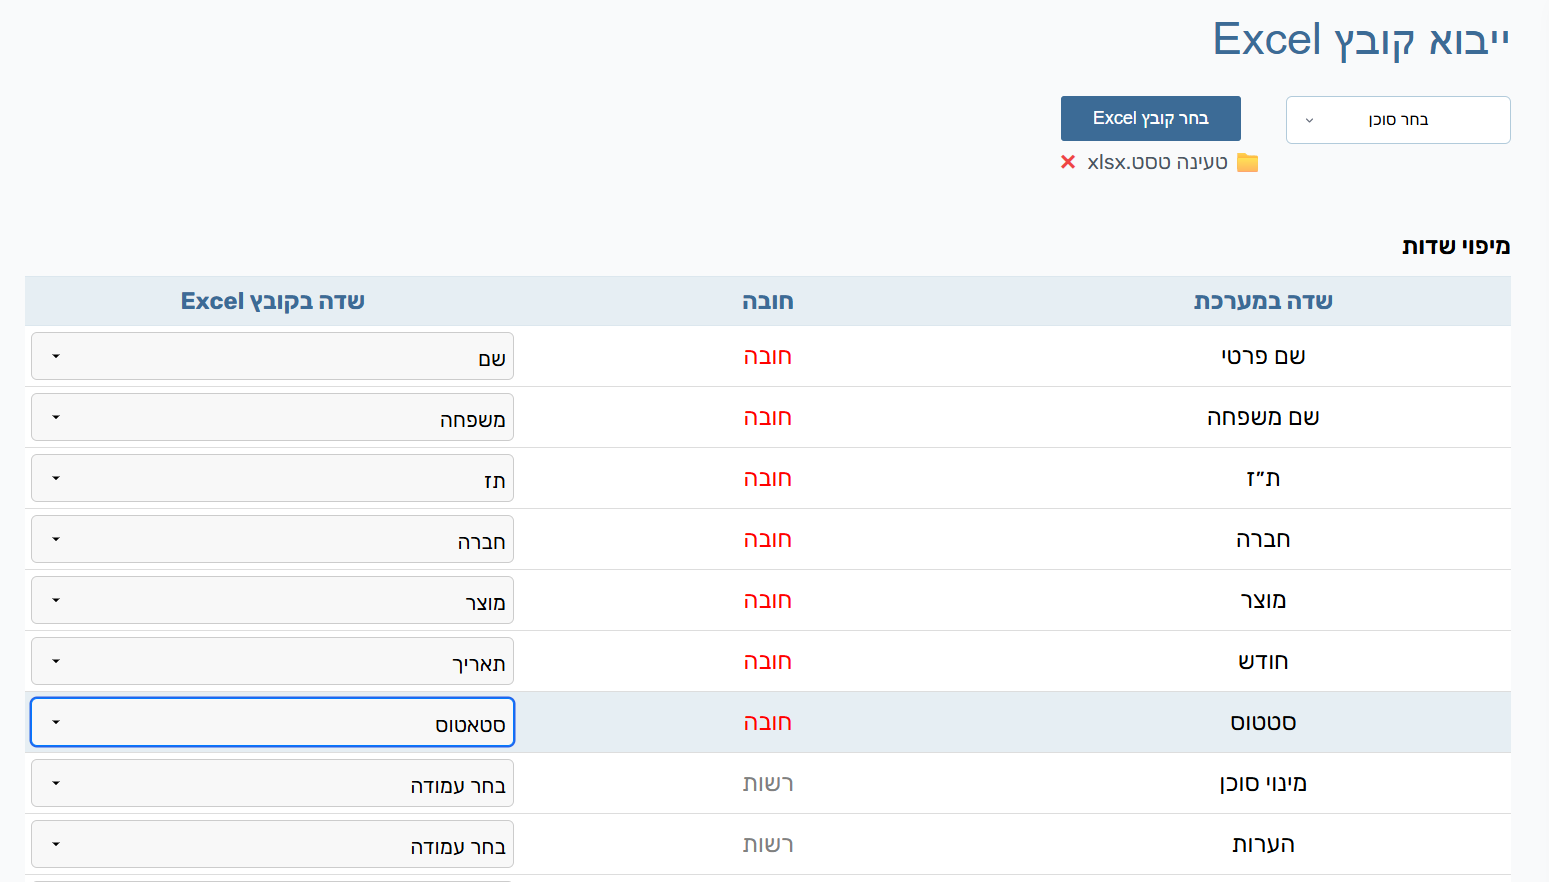 ייבוא קובץ Excel
בחר סוכן
בחר קובץ Excel
טעינה טסט.xlsx
מיפוי שדות
שדה במערכת חובה שדה בקובץ Excel
שם פרטי חובה שם
שם משפחה חובה משפחה
ת״ז חובה תז
חברה חובה חברה
מוצר חובה מוצר
חודש חובה תאריך
סטטוס חובה סטאטוס
מינוי סוכן רשות בחר עמודה
הערות רשות בחר עמודה